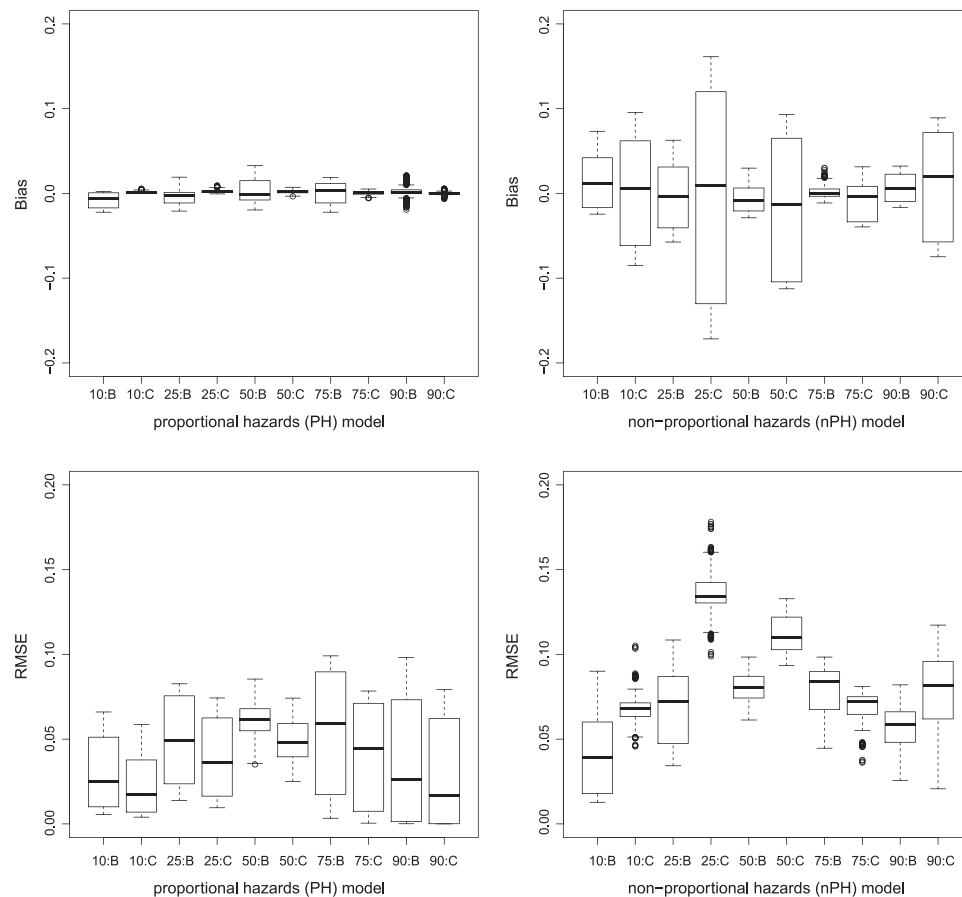 Bias
0.2
0.1
0.0
−0.1
−0.2
10:B 10:C 25:B 25:C 50:B 50:C 75:B 75:C 90:B 90:C
proportional hazards (PH) model
Bias
0.2
0.1
0.0
−0.1
−0.2
10:B 10:C 25:B 25:C 50:B 50:C 75:B 75:C 90:B 90:C
non−proportional hazards (nPH) model
RMSE
0.20
0.15
0.10
0.05
0.00
10:B 10:C 25:B 25:C 50:B 50:C 75:B 75:C 90:B 90:C
proportional hazards (PH) model
RMSE
0.20
0.15
0.10
0.05
0.00
10:B 10:C 25:B 25:C 50:B 50:C 75:B 75:C 90:B 90:C
non−proportional hazards (nPH) model